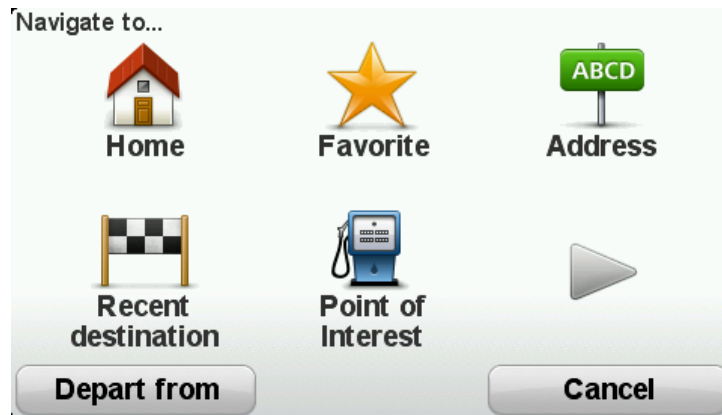 Navigate to...
ABCD
Home
Favorite
Address
Recent
destination
Point of
Interest
Depart from
Cancel